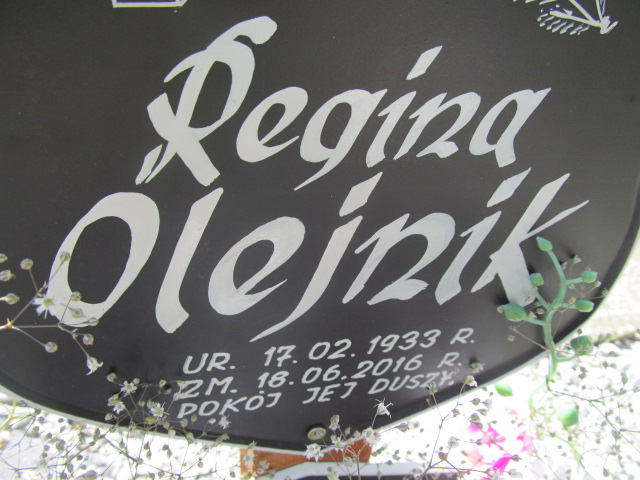 Regina
Olejnik
UR. 17.02.1933 R.
ZM. 18.06.2016 R.
POKÓJ JEJ DUSZY.